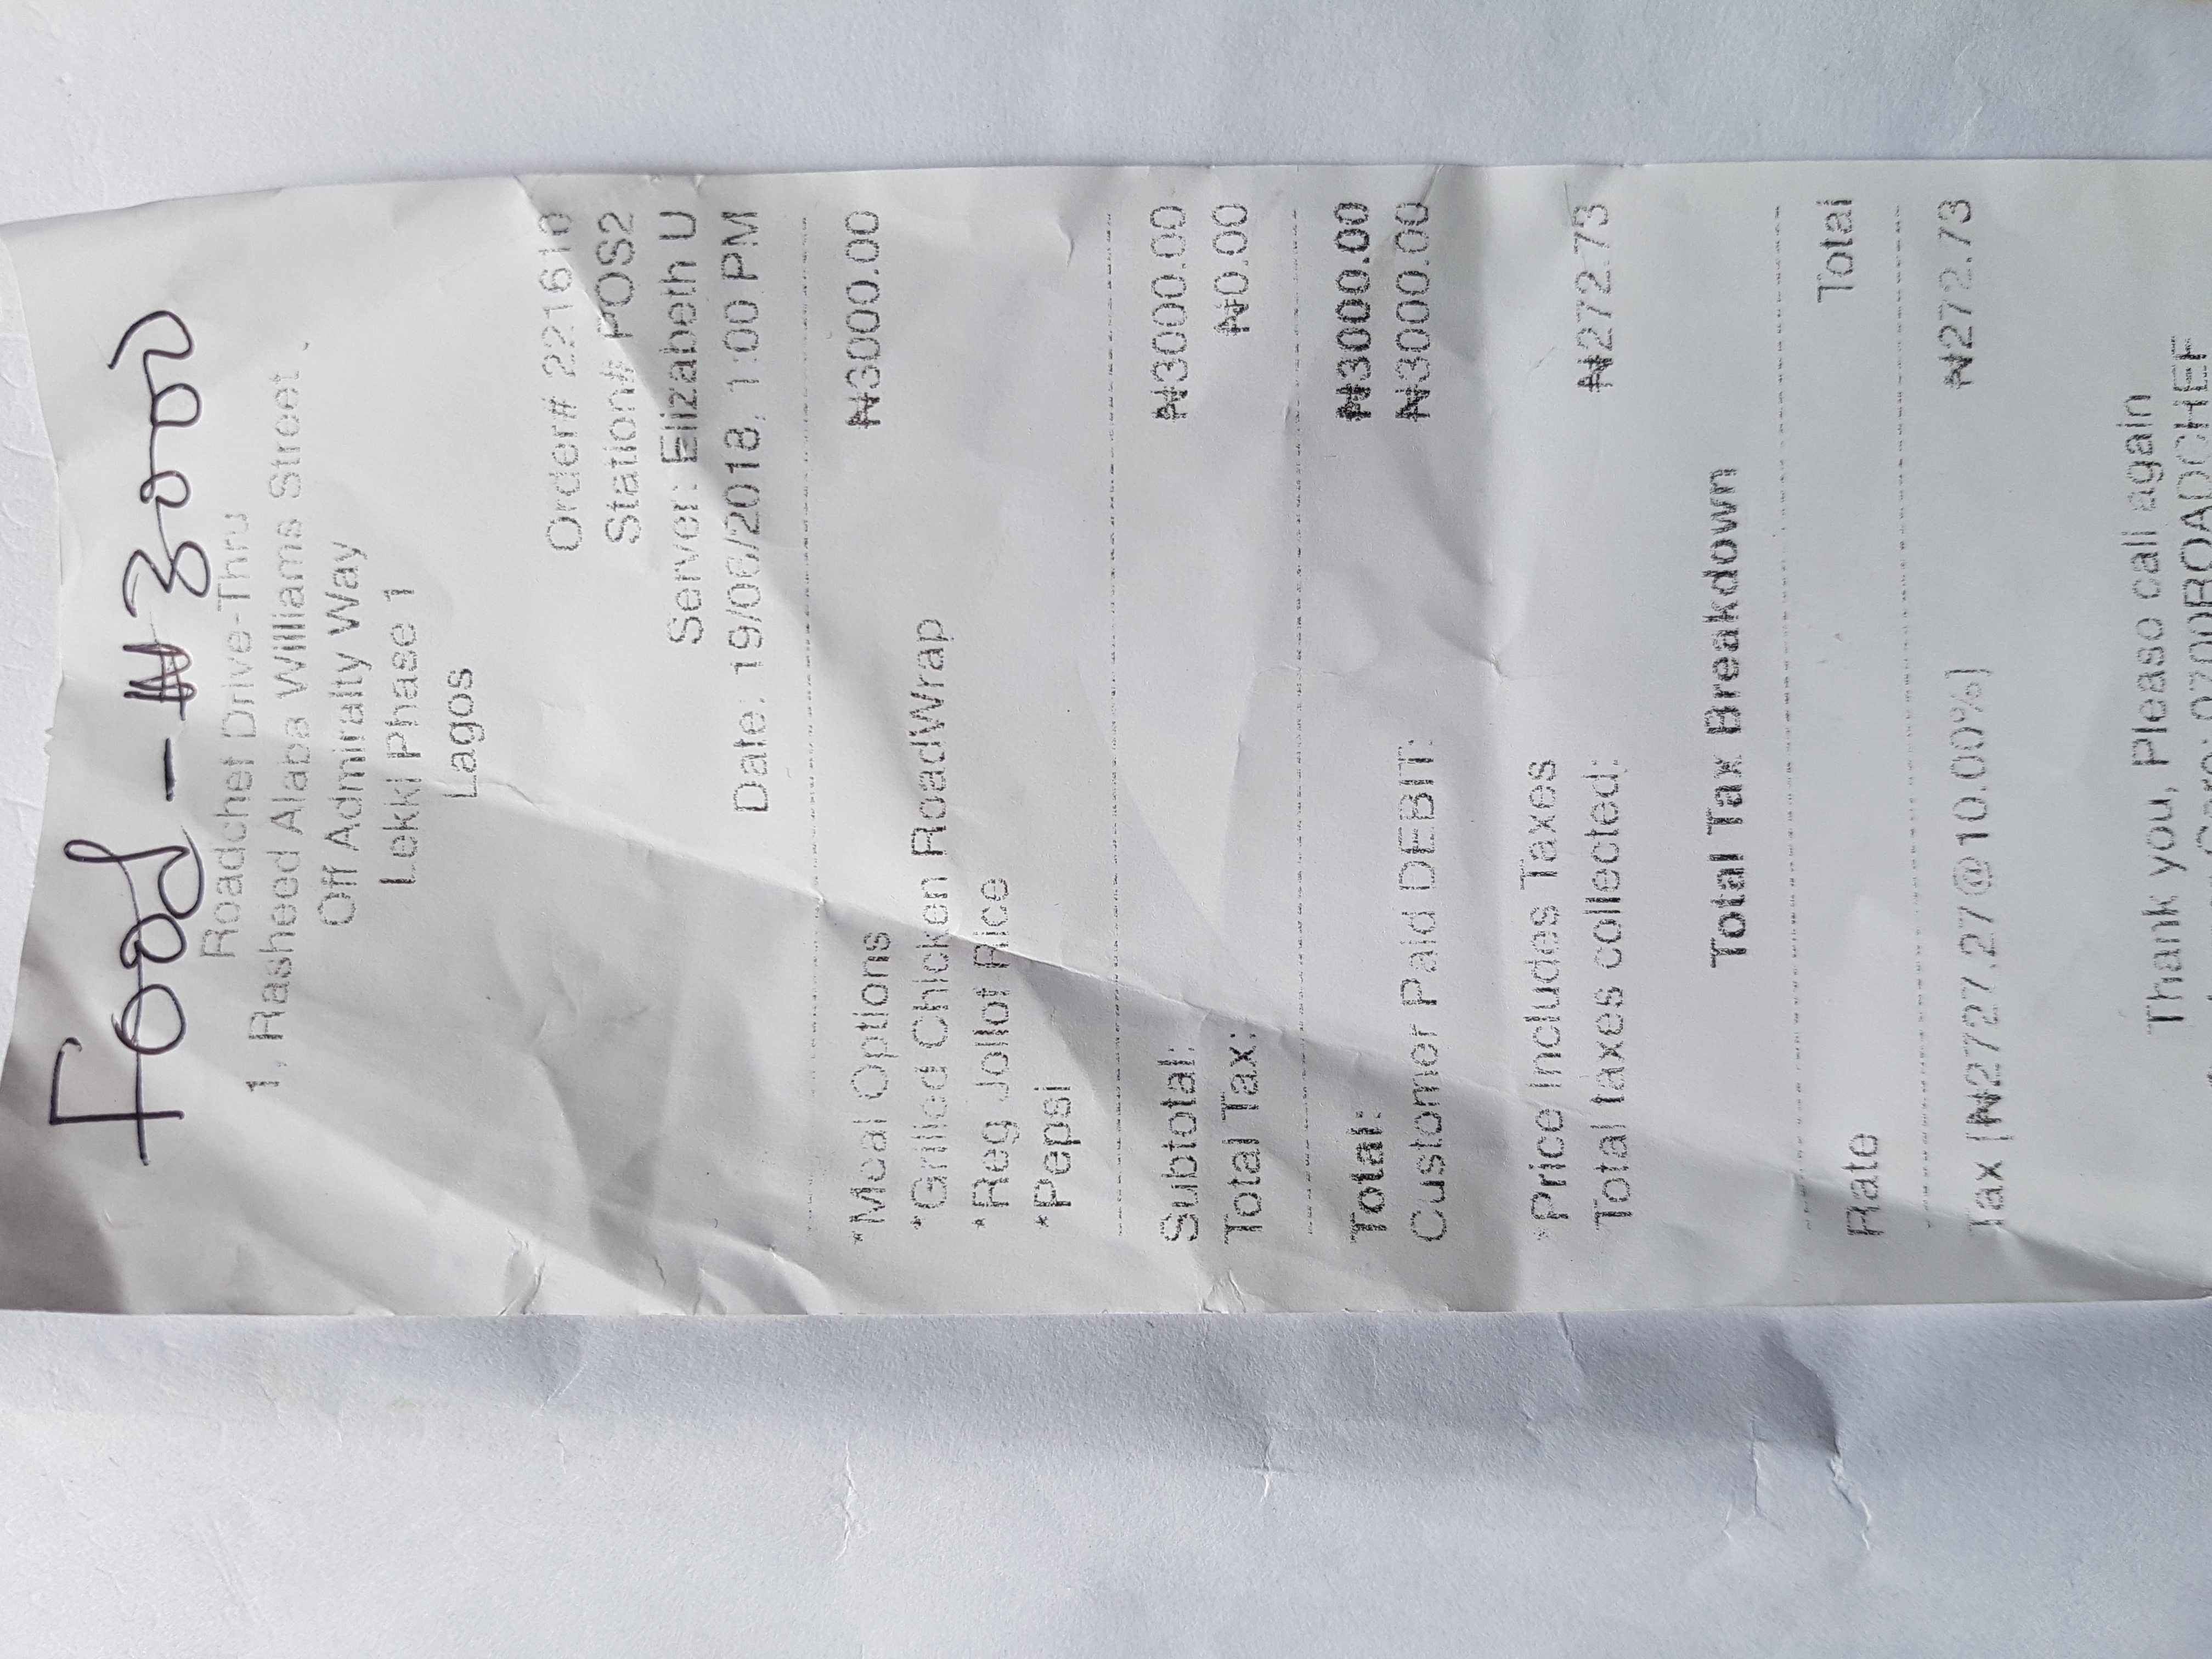 Food - ₦3000
Roadchef Drive-Thru
1, Rasheed Alaba Williams Street,
Off Admiralty Way
Lekki Phase 1
Lagos
Order#
Station# POS2
Server: Elizabeth U
Date: 19/06/2018, 1:00 PM
*Meal Options ₦3000.00
*Grilled Chicken RoadWrap
*Reg Jollof Rice
*Pepsi
Subtotal: ₦3000.00
Total Tax: ₦0.00
Total: ₦3000.00
Customer Paid DEBIT: ₦3000.00
*Price Includes Taxes
Total taxes collected: ₦272.73
Total Tax Breakdown
Rate Total
Tax [₦2727.27@10.00%] ₦272.73
Thank you, Please call again
0700ROADCHEF